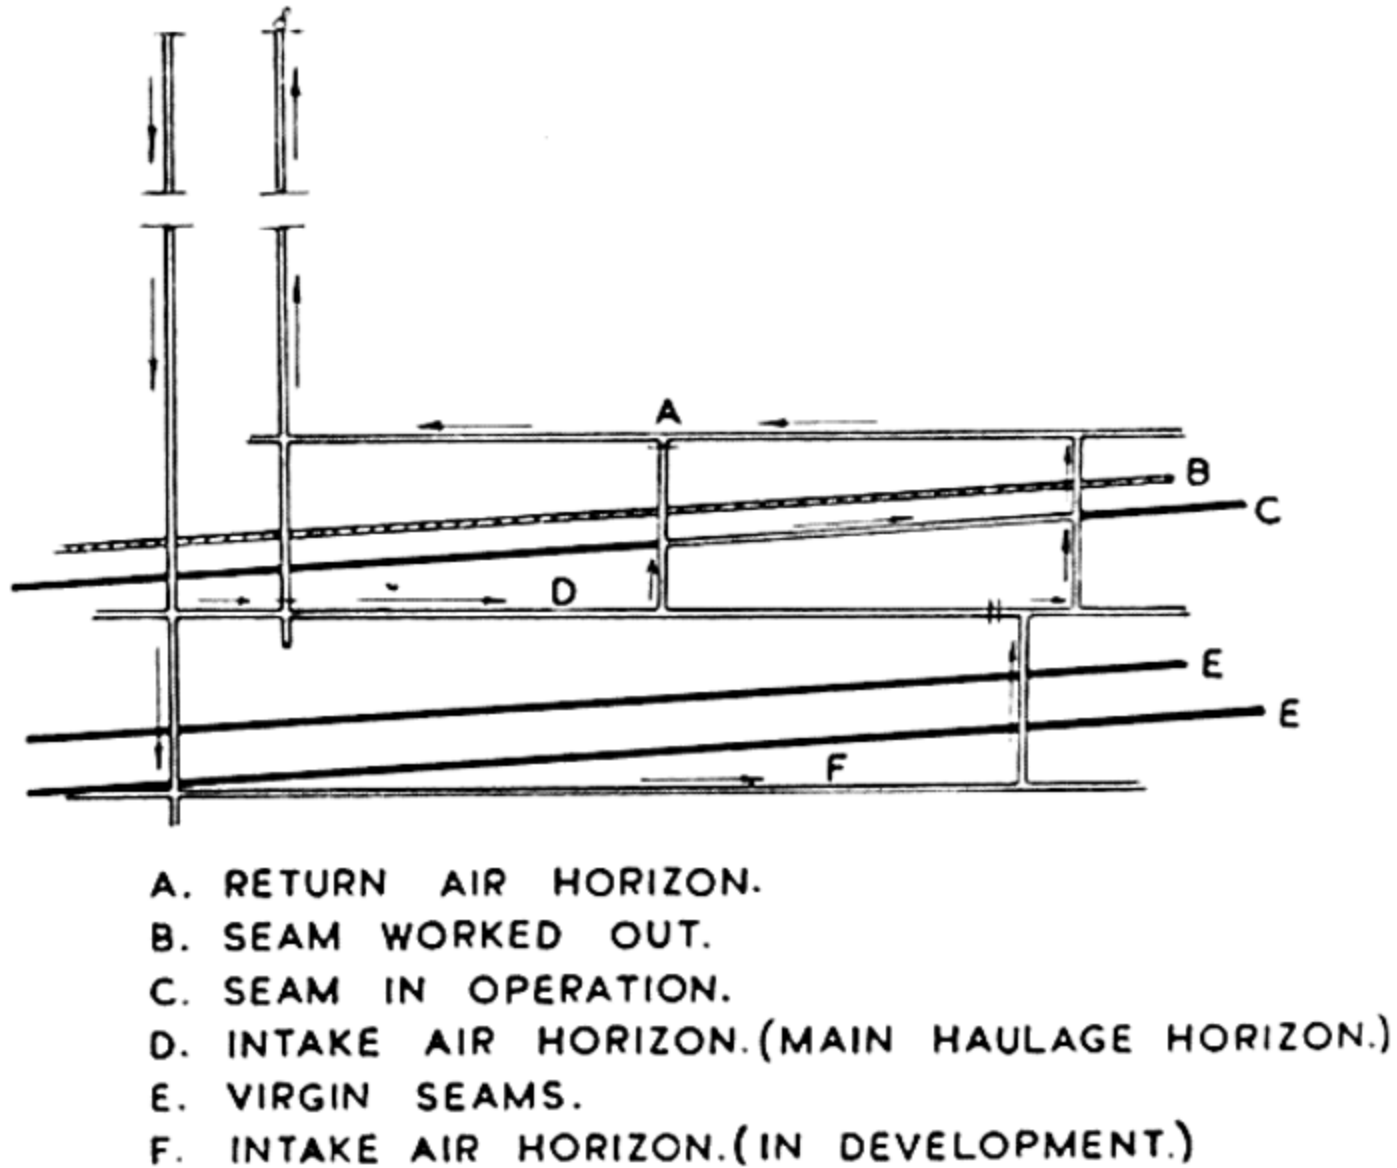 A
B
C
D
E
E
F
A. RETURN AIR HORIZON.
B. SEAM WORKED OUT.
C. SEAM IN OPERATION.
D. INTAKE AIR HORIZON.(MAIN HAULAGE HORIZON.)
E. VIRGIN SEAMS.
F. INTAKE AIR HORIZON.(IN DEVELOPMENT.)